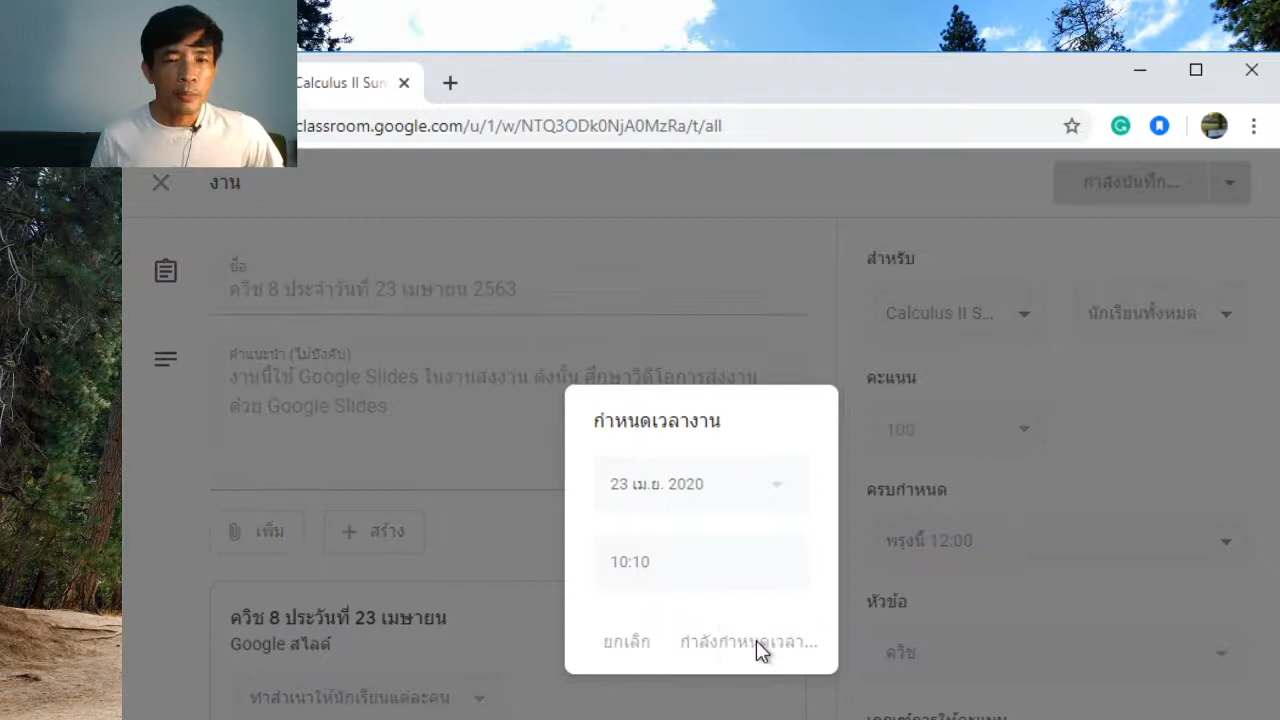 Calculus II Sun
classroom.google.com/u/1/w/NTQ3ODk0NjA0MzRa/t/all
งาน
กำลังบันทึก...
ชื่อ
ควิซ 8 ประจำวันที่ 23 เมษายน 2563
คำแนะนำ (ไม่บังคับ)
งานนี้ใช้ Google Slides ในงานส่งงาน ดังนั้น ศึกษาวิดีโอการส่งงาน
ด้วย Google Slides
เพิ่ม
สร้าง
ควิซ 8 ประวันที่ 23 เมษายน
Google สไลด์
ทำสำเนาให้นักเรียนแต่ละคน
กำหนดเวลางาน
23 เม.ย. 2020
10:10
ยกเลิก
กำลังกำหนดเวลา...
สำหรับ
Calculus II S...
นักเรียนทั้งหมด
คะแนน
100
ครบกำหนด
พรุ่งนี้ 12:00
หัวข้อ
ควิซ